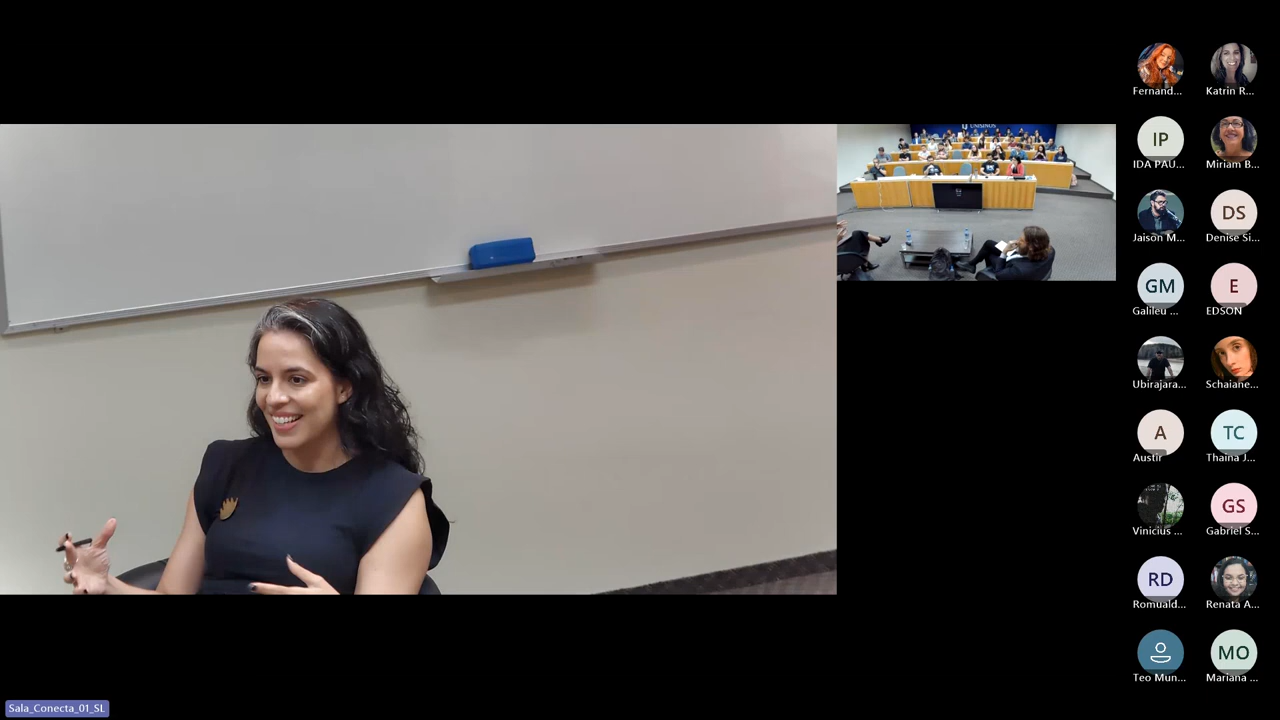 UNISINOS
Fernand...
Katrin R...
IP
IDA PAU...
Miriam B...
Jaison M...
DS
Denise Si...
GM
Galileu ...
E
EDSON
Ubirajara...
Schaiane...
A
Austir
TC
Thaina J...
Vinicius ...
GS
Gabriel S...
RD
Romuald...
Renata A...
Teo Mun...
MO
Mariana ...
Sala_Conecta_01_SL